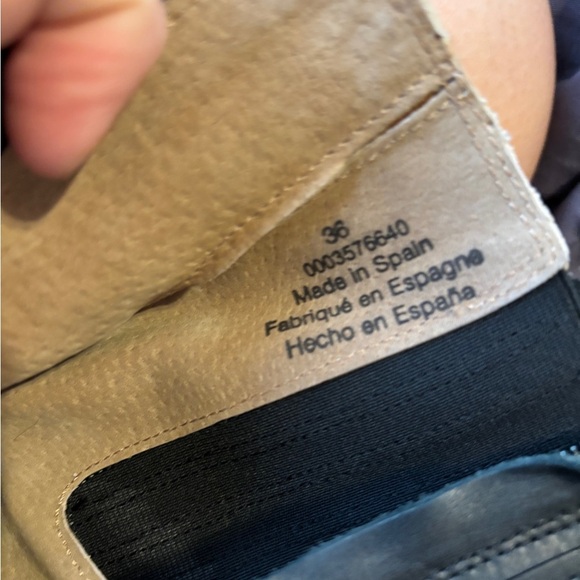 36
0003576640
Made in Spain
Fabriqué en Espagne
Hecho en España